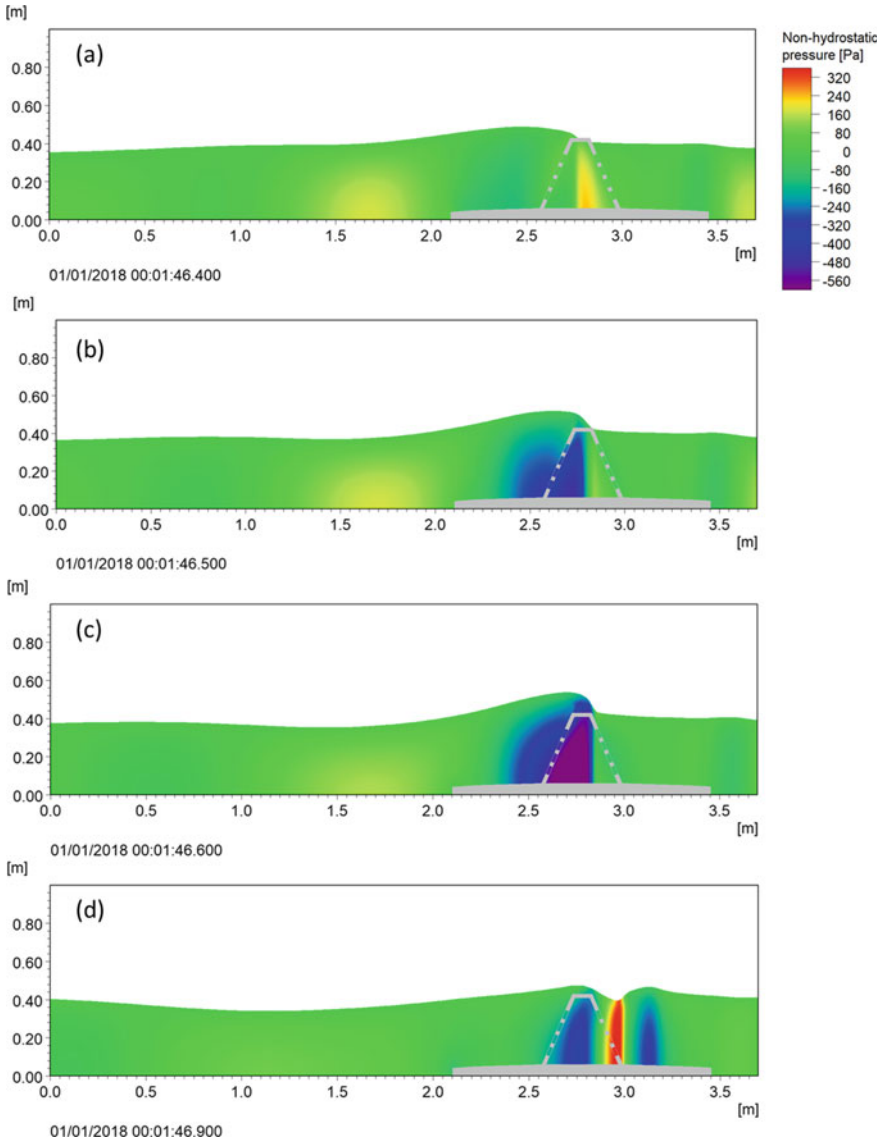 [m]
(a)
0.80
0.60
0.40
0.20
0.00
0.0 0.5 1.0 1.5 2.0 2.5 3.0 3.5
[m]
01/01/2018 00:01:46.400
Non-hydrostatic
pressure [Pa]
320
240
160
80
0
-80
-160
-240
-320
-400
-480
-560
[m]
(b)
0.80
0.60
0.40
0.20
0.00
0.0 0.5 1.0 1.5 2.0 2.5 3.0 3.5
[m]
01/01/2018 00:01:46.500
[m]
(c)
0.80
0.60
0.40
0.20
0.00
0.0 0.5 1.0 1.5 2.0 2.5 3.0 3.5
[m]
01/01/2018 00:01:46.600
[m]
(d)
0.80
0.60
0.40
0.20
0.00
0.0 0.5 1.0 1.5 2.0 2.5 3.0 3.5
[m]
01/01/2018 00:01:46.900